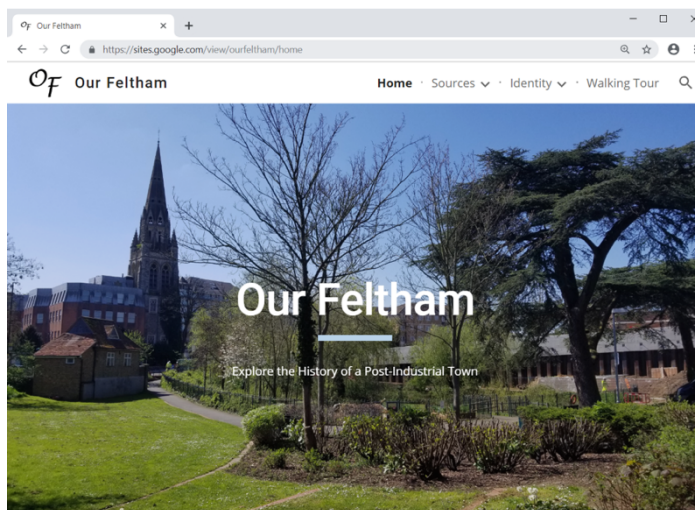 OF Our Feltham
https://sites.google.com/view/ourfeltham/home
OF Our Feltham
Home · Sources · Identity · Walking Tour
Our Feltham
Explore the History of a Post-Industrial Town